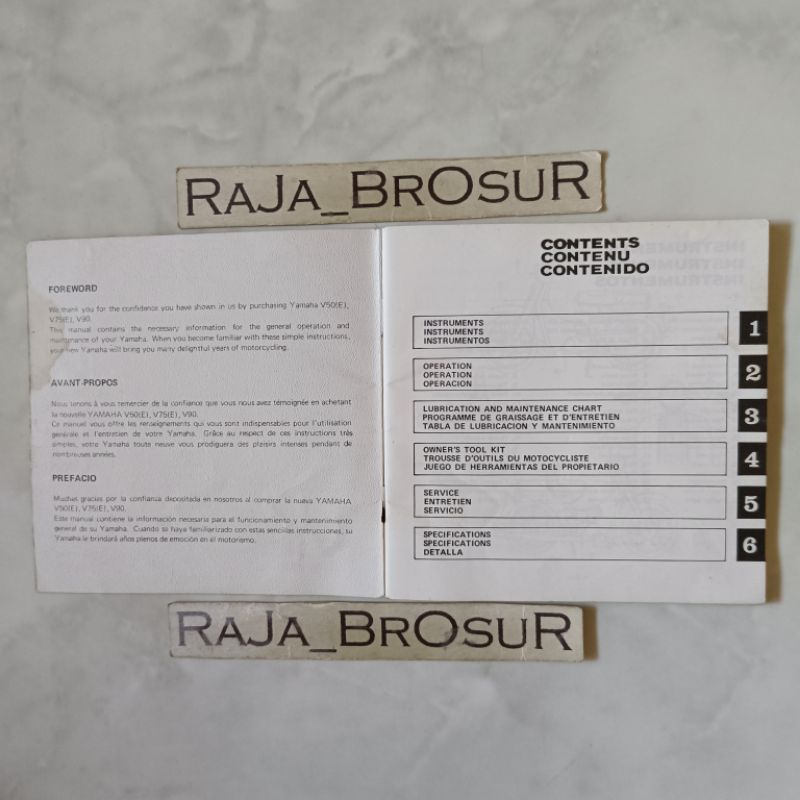 RAJA_BROSUR
FOREWORD
We thank you for the confidence you have shown in us by purchasing Yamaha V50(E),
V75(E), V90.
This manual contains the necessary information for the general operation and
maintenance of your Yamaha. When you become familiar with these simple instructions,
your new Yamaha will bring you many delightful years of motorcycling.
AVANT-PROPOS
Nous tenons à vous remercier de la confiance que vous nous avez témoignée en achetant
la nouvelle YAMAHA V50(E), V75(E), V90.
Ce manuel vous offre les renseignements qui vous sont indispensables pour l'utilisation
générale et l'entretien de votre Yamaha. Grâce au respect de ces instructions très
simples, votre Yamaha toute neuve vous prodiguera des plaisirs intenses pendant de
nombreuses années.
PREFACIO
Muchas gracias por la confianza depositada en nosotros al comprar la nueva YAMAHA
V50(E), V75(E), V90.
Este manual contiene la información necesaria para el funcionamiento y mantenimiento
general de su Yamaha. Cuando se haya familiarizado con estas sencillas instrucciones, su
Yamaha le brindará años plenos de emoción en el motorismo.
CONTENTS
CONTENU
CONTENIDO
INSTRUMENTS
INSTRUMENTS
INSTRUMENTOS
1
OPERATION
OPERATION
OPERACION
2
LUBRICATION AND MAINTENANCE CHART
PROGRAMME DE GRAISSAGE ET D'ENTRETIEN
TABLA DE LUBRICACION Y MANTENIMIENTO
3
OWNER'S TOOL KIT
TROUSSE D'OUTILS DU MOTOCYCLISTE
JUEGO DE HERRAMIENTAS DEL PROPIETARIO
4
SERVICE
ENTRETIEN
SERVICIO
5
SPECIFICATIONS
SPECIFICATIONS
DETALLA
6
RAJA_BROSUR